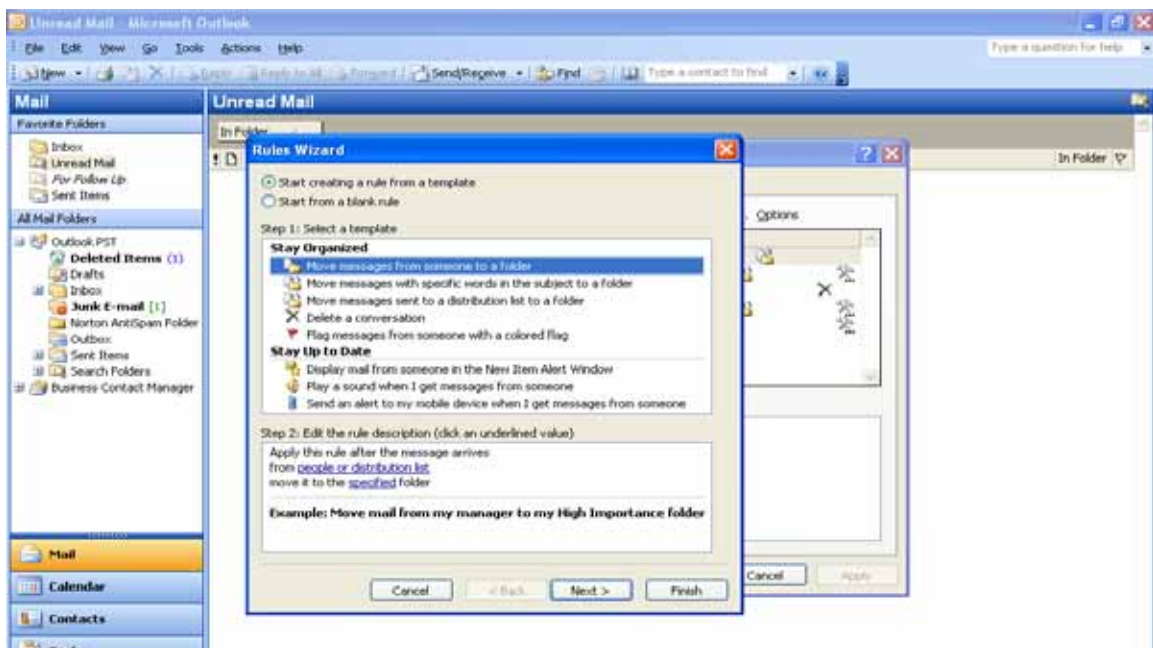 Unread Mail - Microsoft Outlook
File Edit View Go Tools Actions Help
Type a question for help
New Reply Reply to All Forward Send/Receive Find Type a contact to find
Mail
Unread Mail
Favorite Folders
Inbox
Unread Mail
For Follow Up
Sent Items
All Mail Folders
Outlook.PST
Deleted Items (1)
Drafts
Inbox
Junk E-mail [1]
Norton AntiSpam Folder
Outbox
Sent Items
Search Folders
Business Contact Manager
Mail
Calendar
Contacts
In Folder
In Folder
Options
Rules Wizard
Start creating a rule from a template
Start from a blank rule
Step 1: Select a template
Stay Organized
Move messages from someone to a folder
Move messages with specific words in the subject to a folder
Move messages sent to a distribution list to a folder
Delete a conversation
Flag messages from someone with a colored flag
Stay Up to Date
Display mail from someone in the New Item Alert Window
Play a sound when I get messages from someone
Send an alert to my mobile device when I get messages from someone
Step 2: Edit the rule description (click an underlined value)
Apply this rule after the message arrives
from people or distribution list
move it to the specified folder
Example: Move mail from my manager to my High Importance folder
Cancel < Back Next > Finish
Cancel Apply